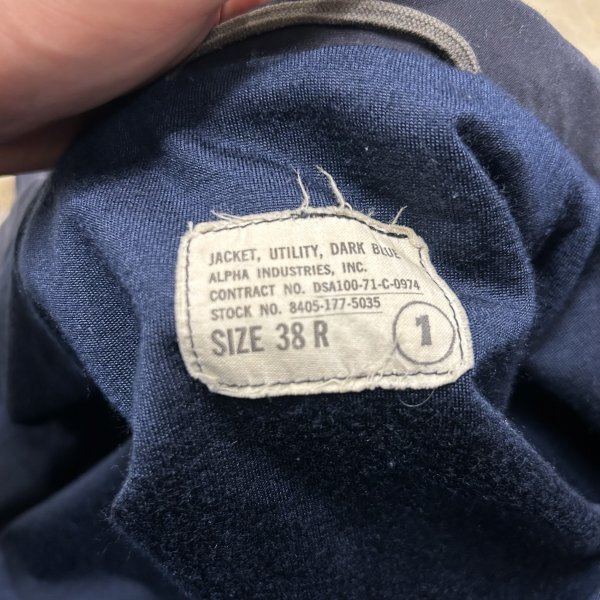 JACKET, UTILITY, DARK BLUE
ALPHA INDUSTRIES, INC.
CONTRACT NO. DSA100-71-C-0974
STOCK NO. 8405-177-5035
SIZE 38 R
1